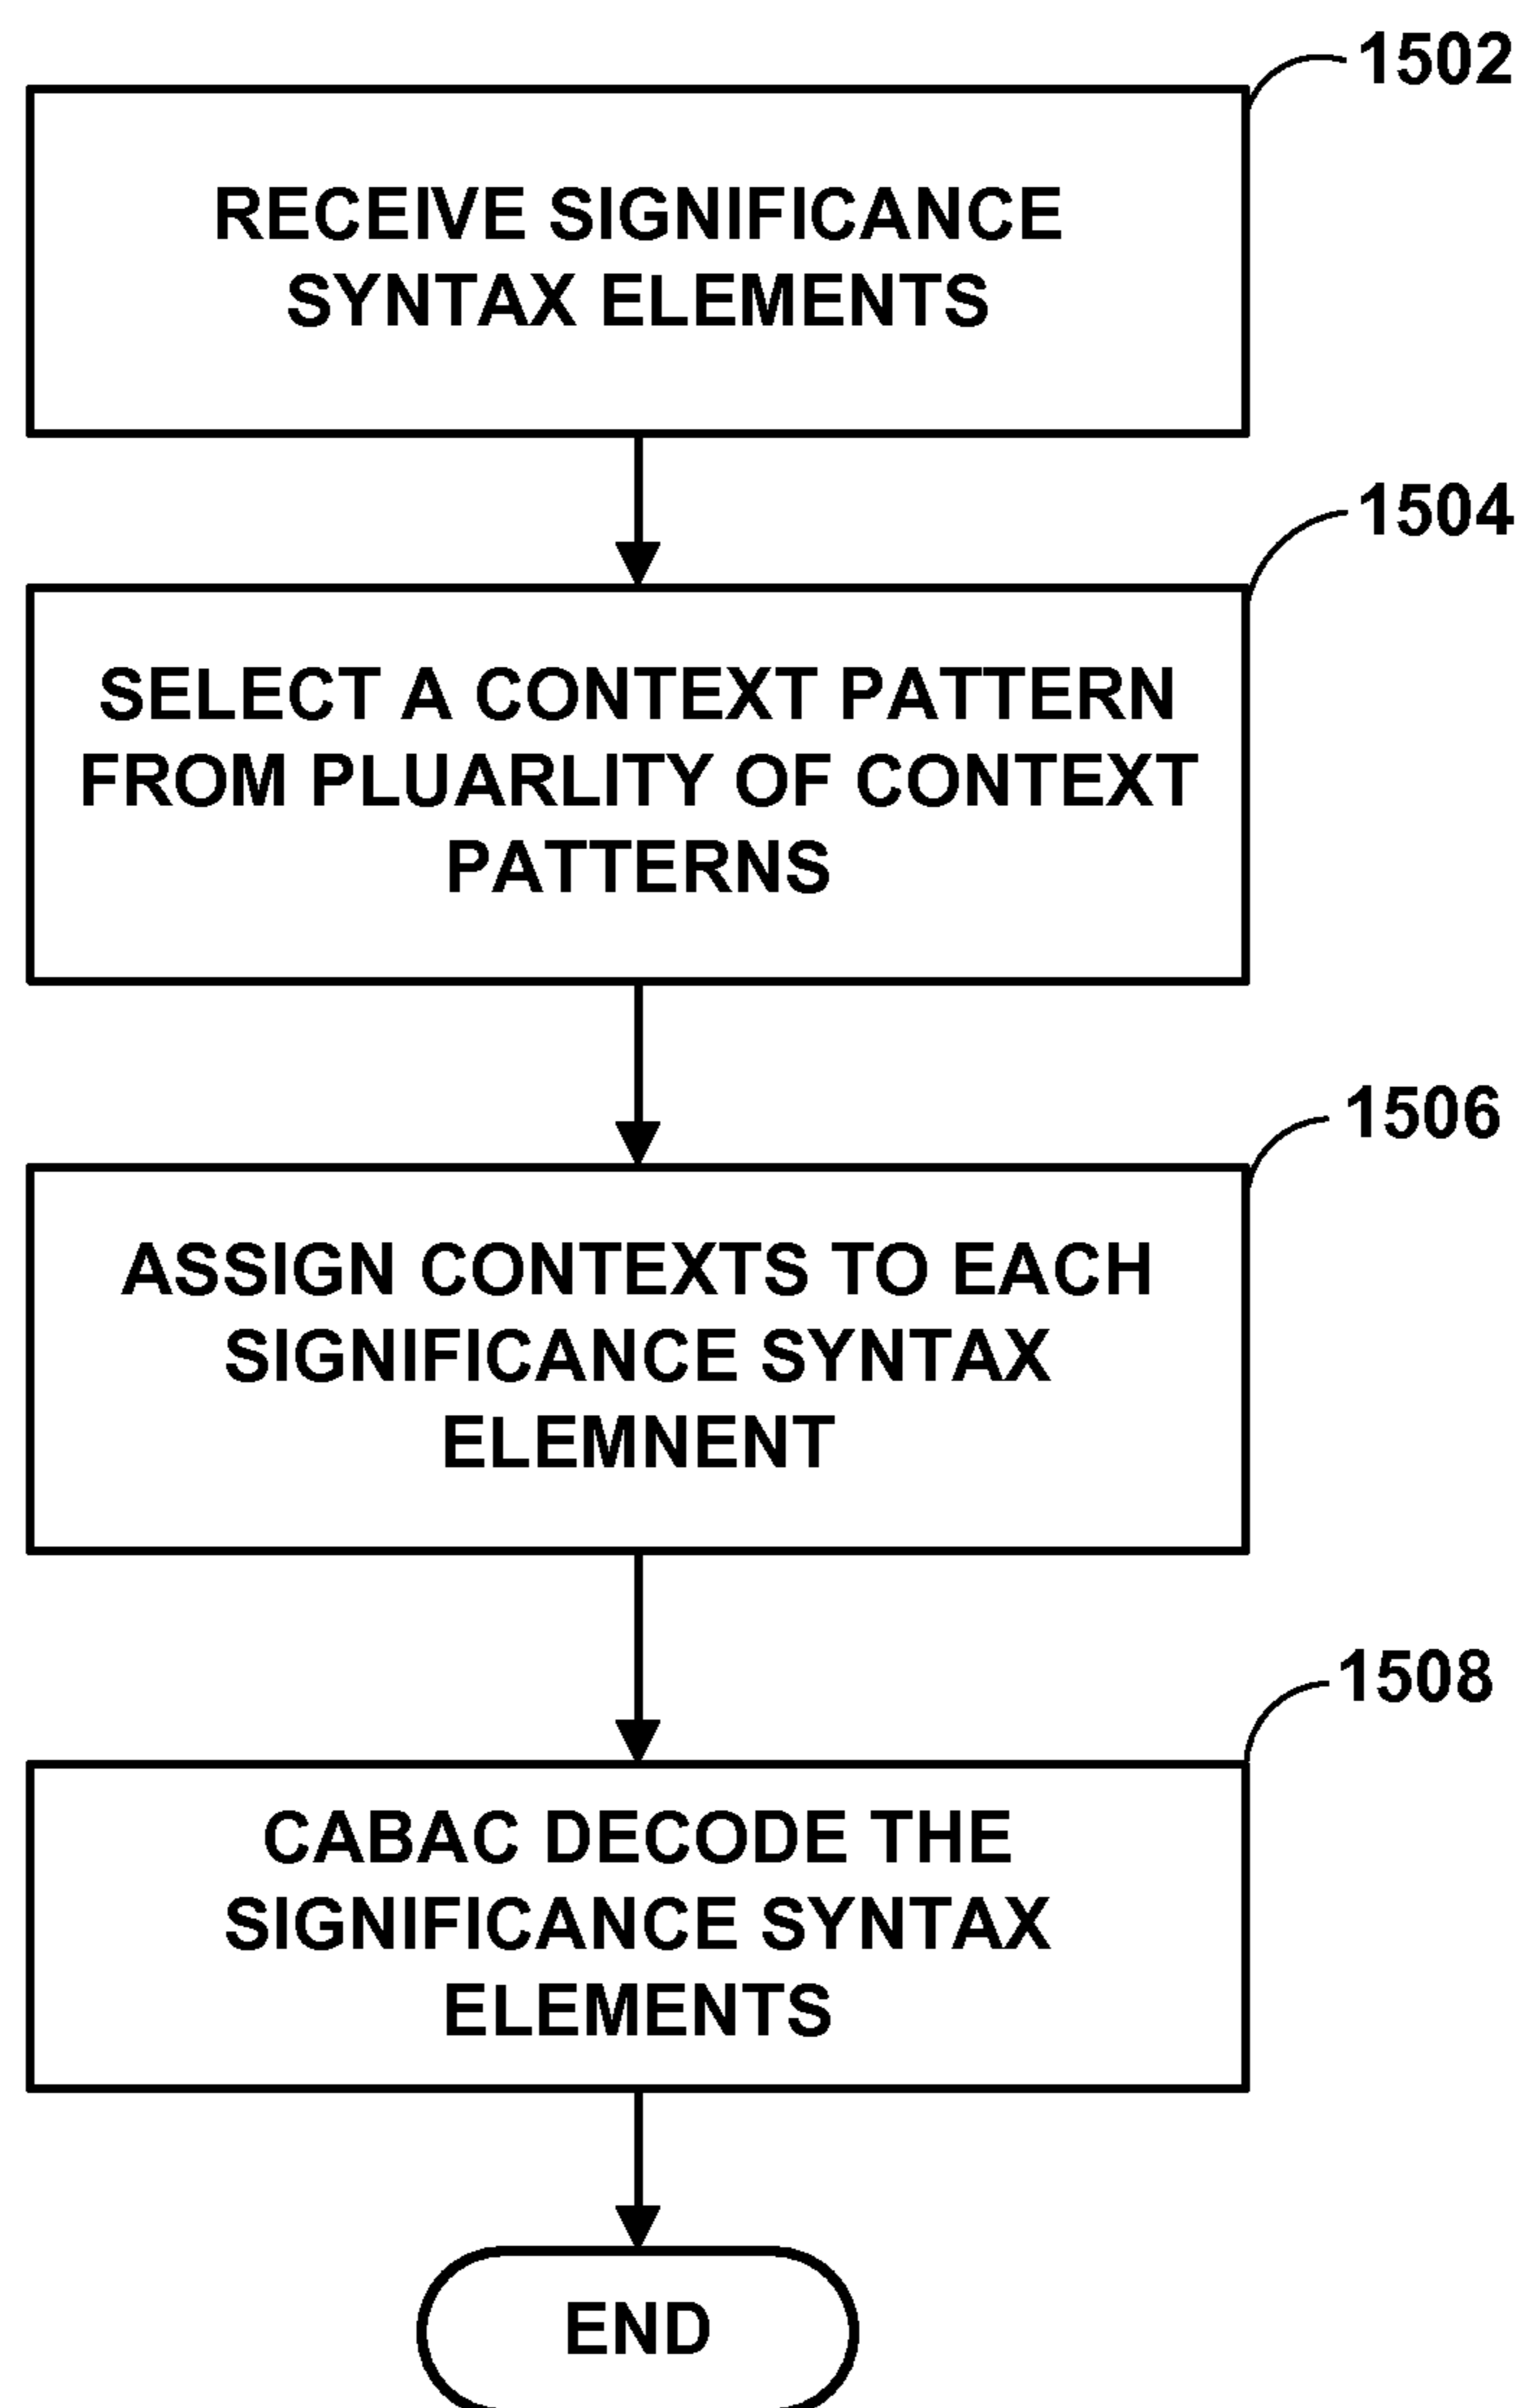 1502
RECEIVE SIGNIFICANCE
SYNTAX ELEMENTS
1504
SELECT A CONTEXT PATTERN
FROM PLUARLITY OF CONTEXT
PATTERNS
1506
ASSIGN CONTEXTS TO EACH
SIGNIFICANCE SYNTAX
ELEMNENT
1508
CABAC DECODE THE
SIGNIFICANCE SYNTAX
ELEMENTS
END